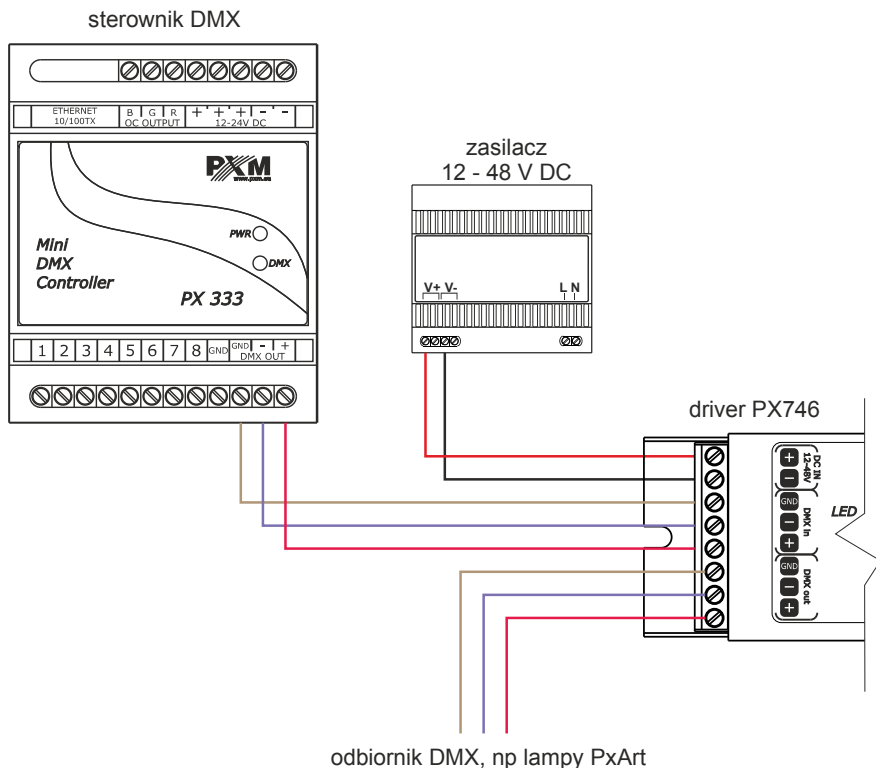 sterownik DMX
ETHERNET
10/100TX
B G R + + + - -
OC OUTPUT 12-24V DC
PXM
www.pxm.eu
PWR
DMX
Mini
DMX
Controller
PX 333
1 2 3 4 5 6 7 8 GND GND - +
DMX OUT
zasilacz
12 - 48 V DC
V+ V-
L N
driver PX746
+
-
DC IN
12-48V
GND
-
+
DMX in
GND
-
+
DMX out
LED
odbiornik DMX, np lampy PxArt